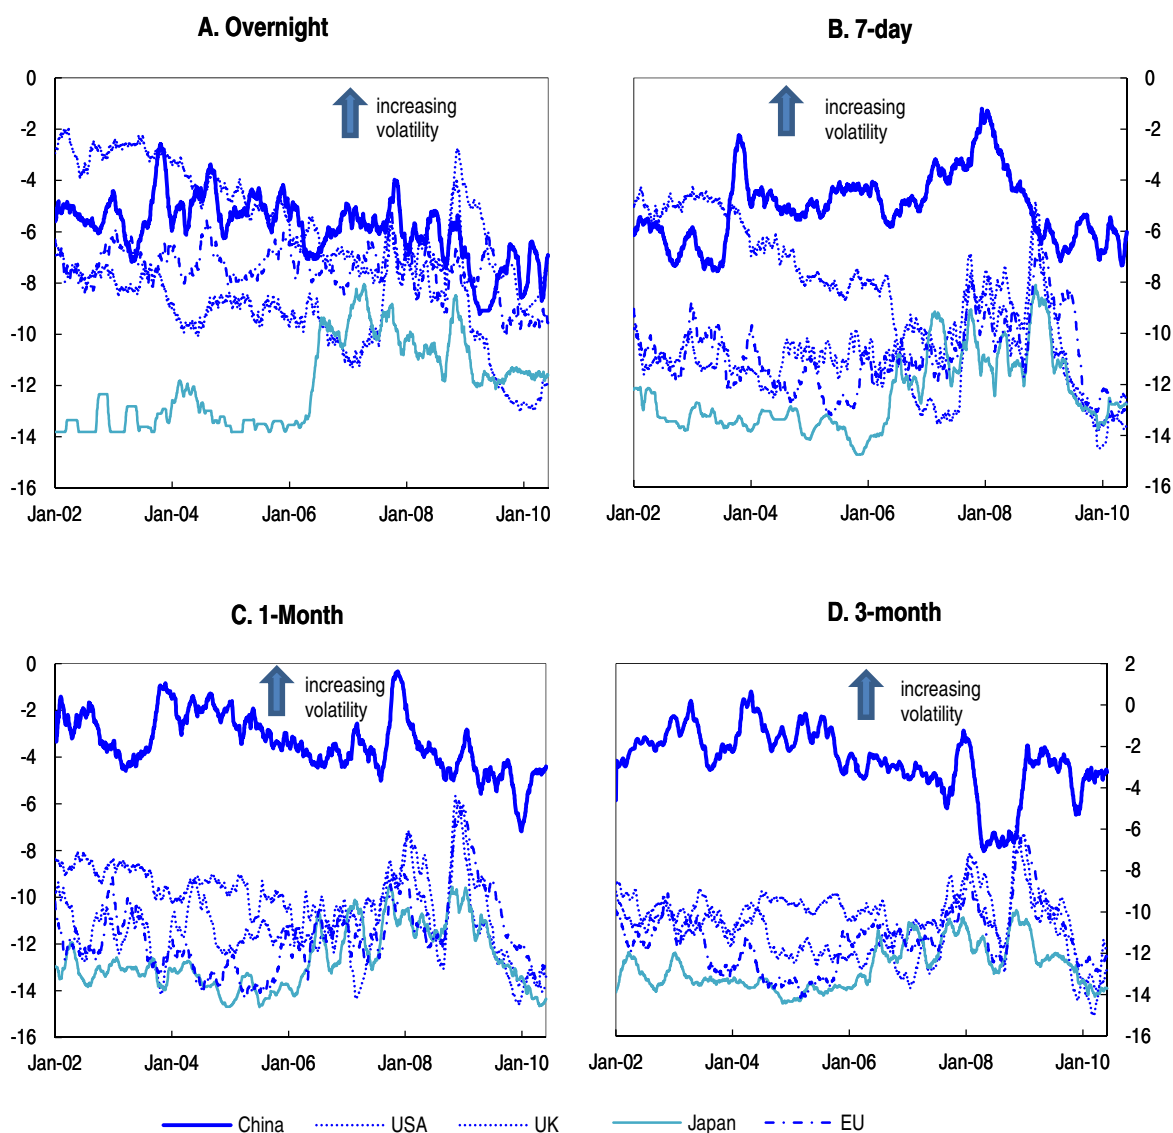 A. Overnight
0
-2
-4
-6
-8
-10
-12
-14
-16
increasing
volatility
Jan-02 Jan-04 Jan-06 Jan-08 Jan-10
B. 7-day
increasing
volatility
0
-2
-4
-6
-8
-10
-12
-14
-16
Jan-02 Jan-04 Jan-06 Jan-08 Jan-10
C. 1-Month
0
-2
-4
-6
-8
-10
-12
-14
-16
increasing
volatility
Jan-02 Jan-04 Jan-06 Jan-08 Jan-10
D. 3-month
increasing
volatility
2
0
-2
-4
-6
-8
-10
-12
-14
-16
Jan-02 Jan-04 Jan-06 Jan-08 Jan-10
China USA UK Japan EU